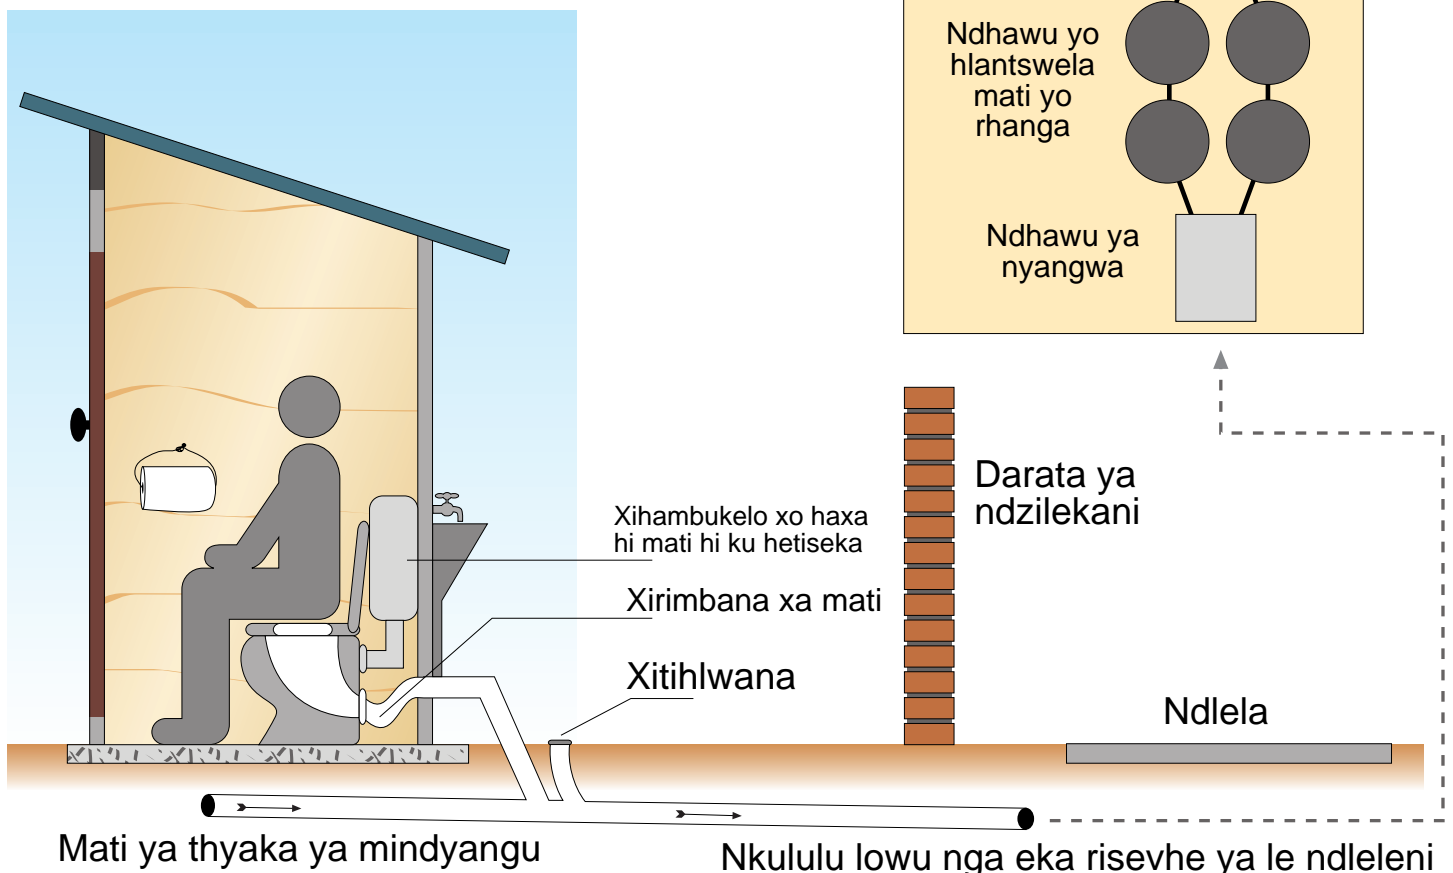 Ndhawu yo
hlantswela
mati yo
rhanga
Ndhawu ya
nyangwa
Darata ya
ndzilekani
Xihambukelo xo haxa
hi mati hi ku hetiseka
Xirimbana xa mati
Xitihlwana
Ndlela
Mati ya thyaka ya mindyangu
Nkululu lowu nga eka risevhe ya le ndleleni